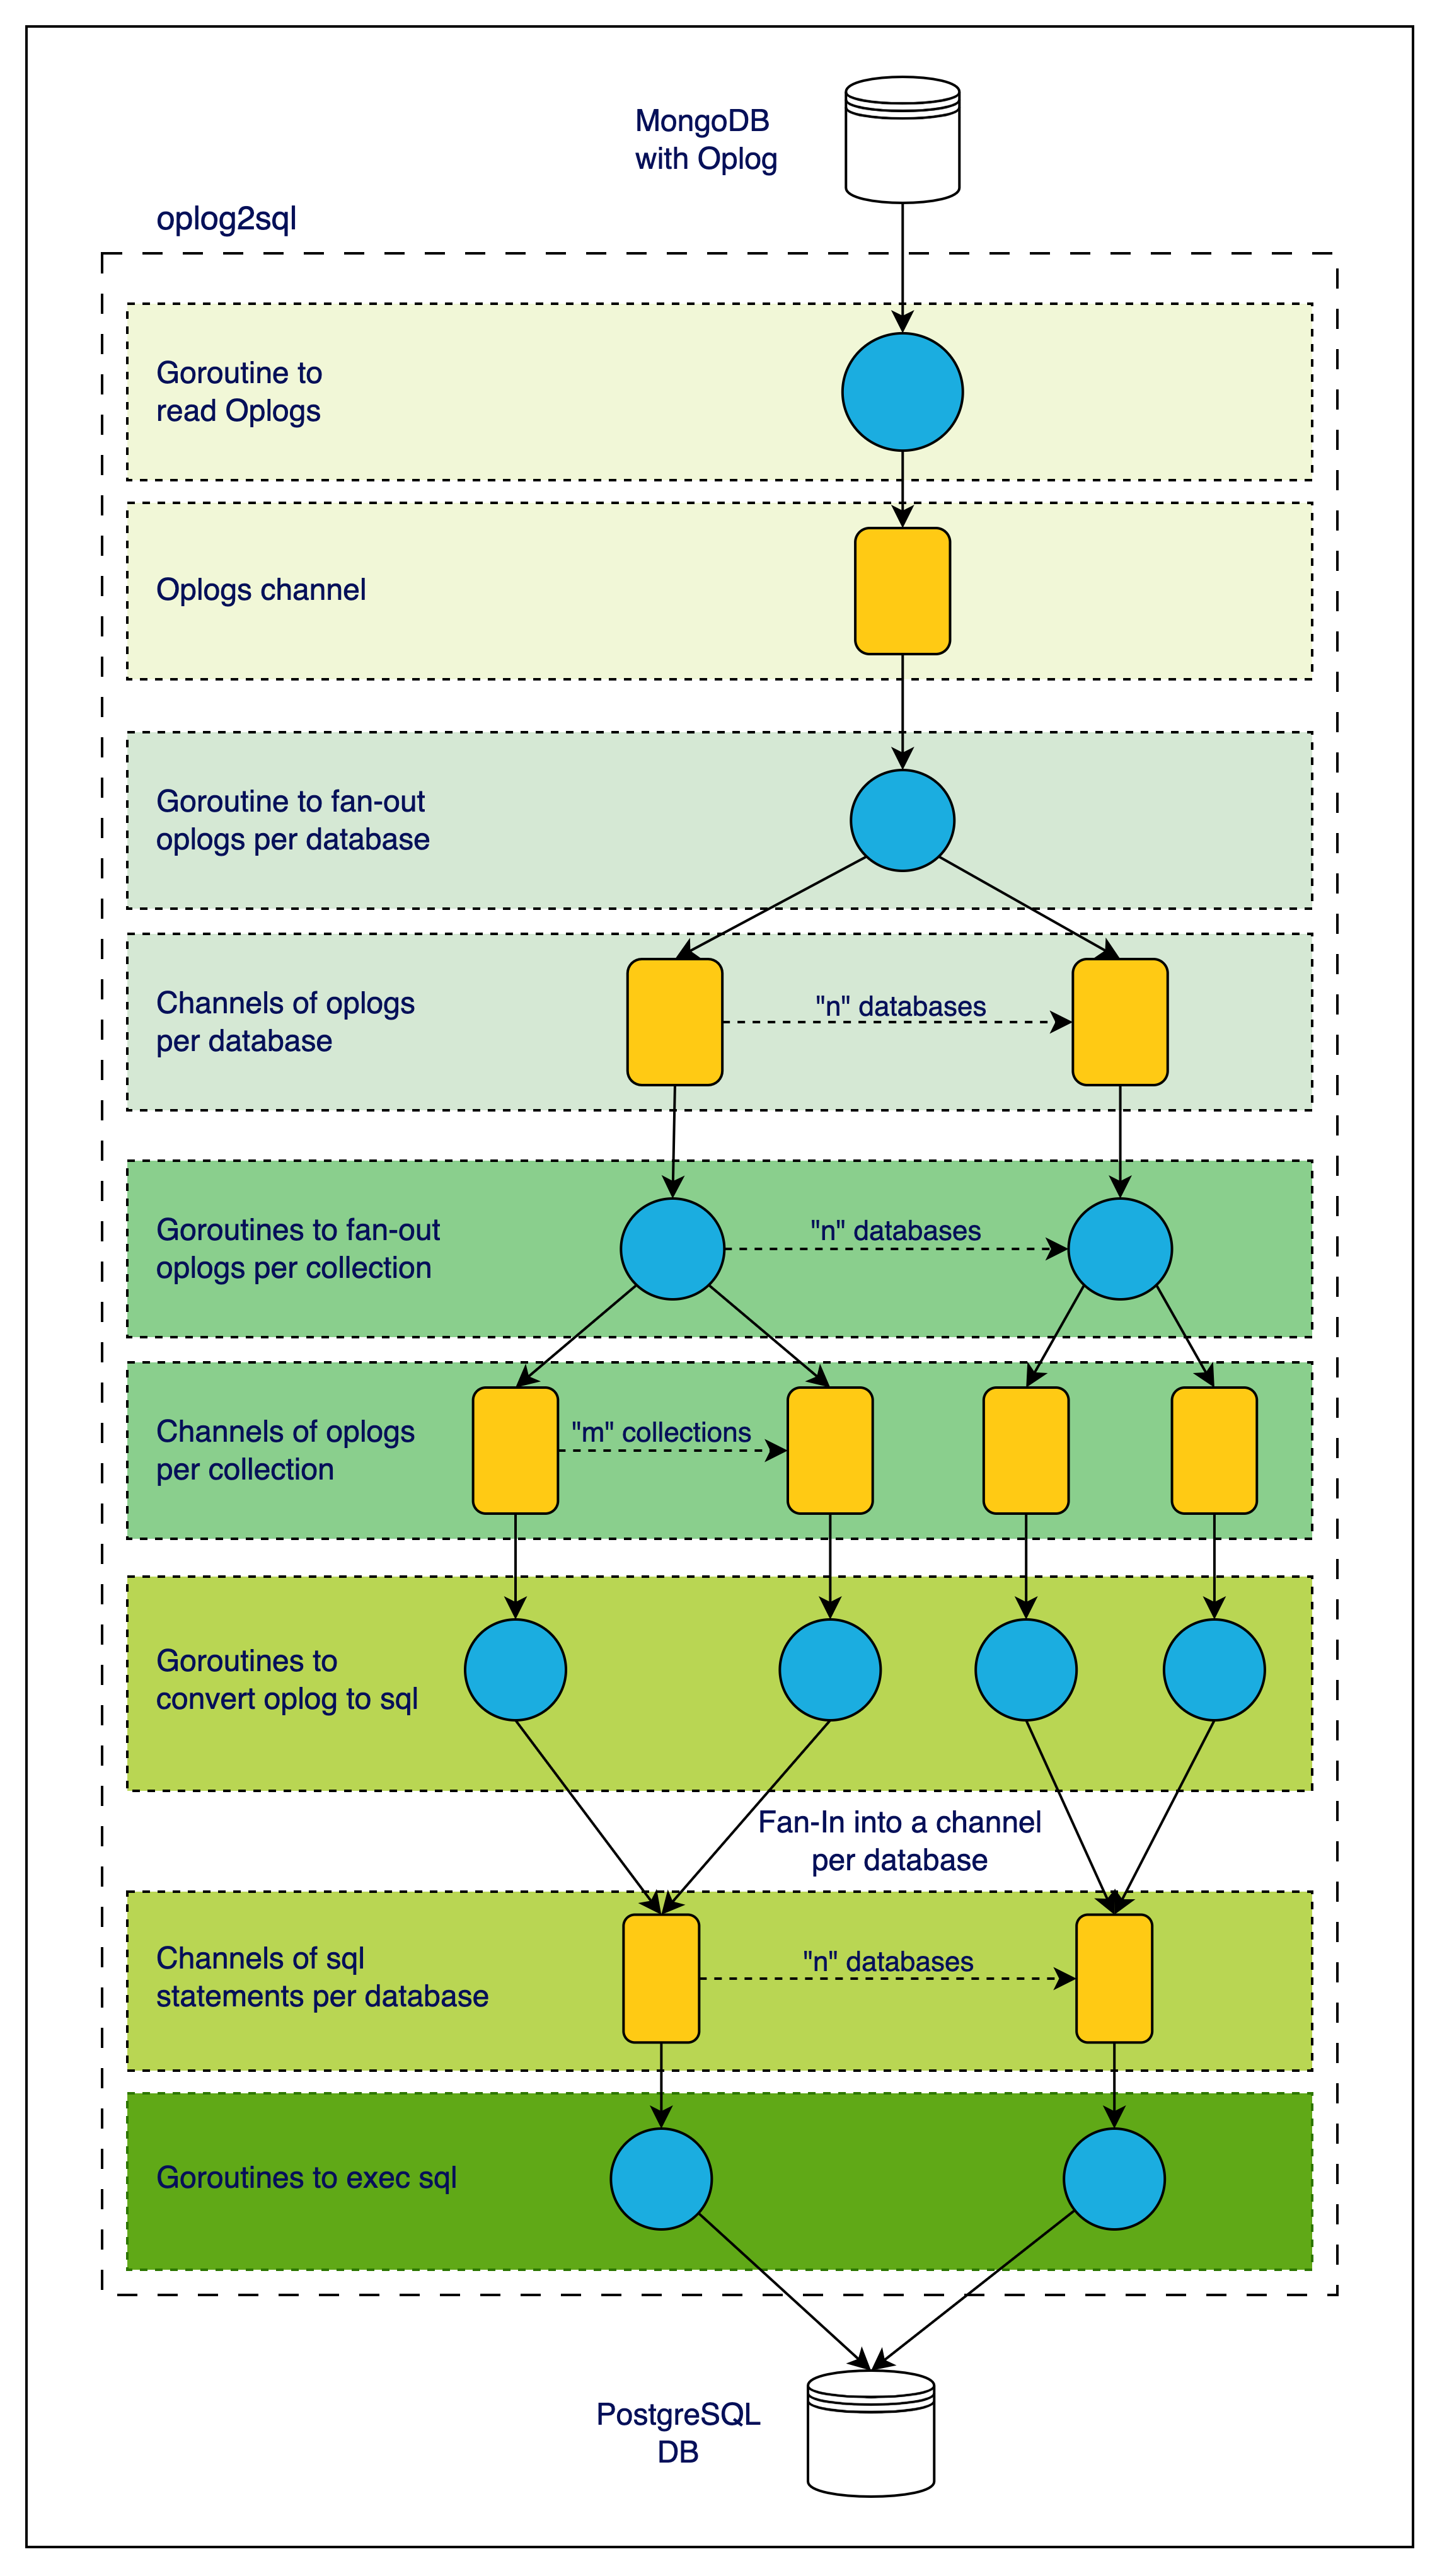 MongoDB
with Oplog
oplog2sql
Goroutine to
read Oplogs
Oplogs channel
Goroutine to fan-out
oplogs per database
Channels of oplogs
per database
"n" databases
Goroutines to fan-out
oplogs per collection
"n" databases
Channels of oplogs
per collection
"m" collections
Goroutines to
convert oplog to sql
Fan-In into a channel
per database
Channels of sql
statements per database
"n" databases
Goroutines to exec sql
PostgreSQL
DB